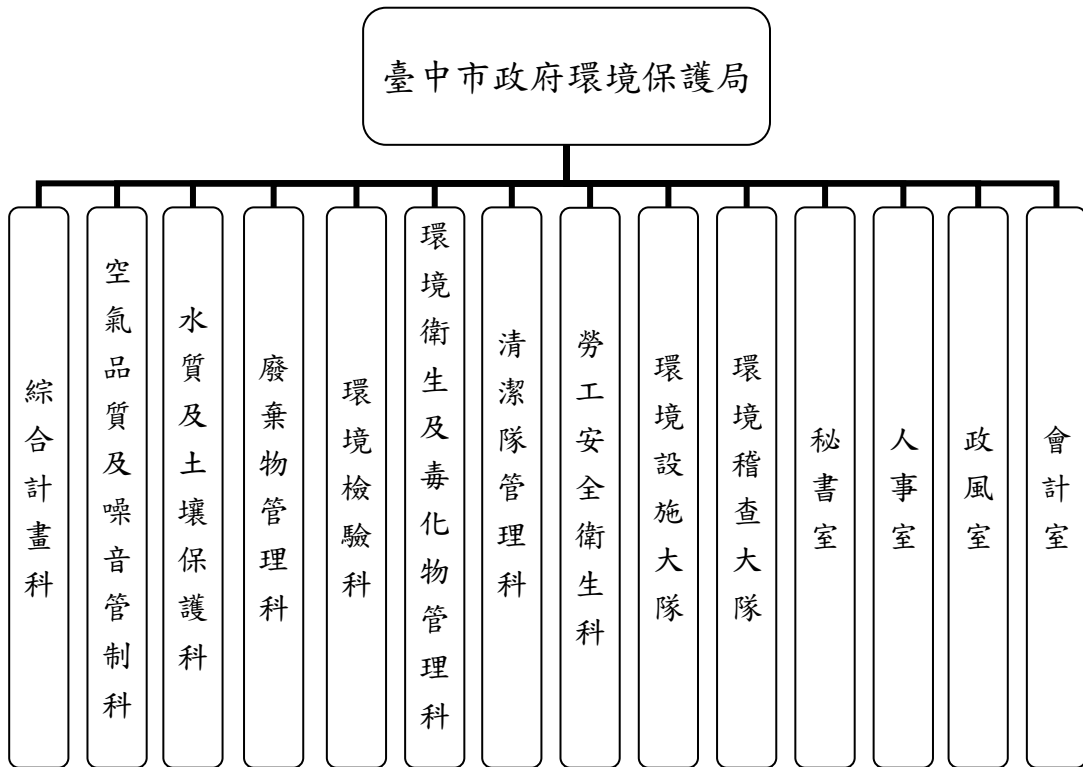 臺中市政府環境保護局
綜合計畫科
空氣品質及噪音管制科
水質及土壤保護科
廢棄物管理科
環境檢驗科
環境衛生及毒化物管理科
清潔隊管理科
勞工安全衛生科
環境設施大隊
環境稽查大隊
秘書室
人事室
政風室
會計室